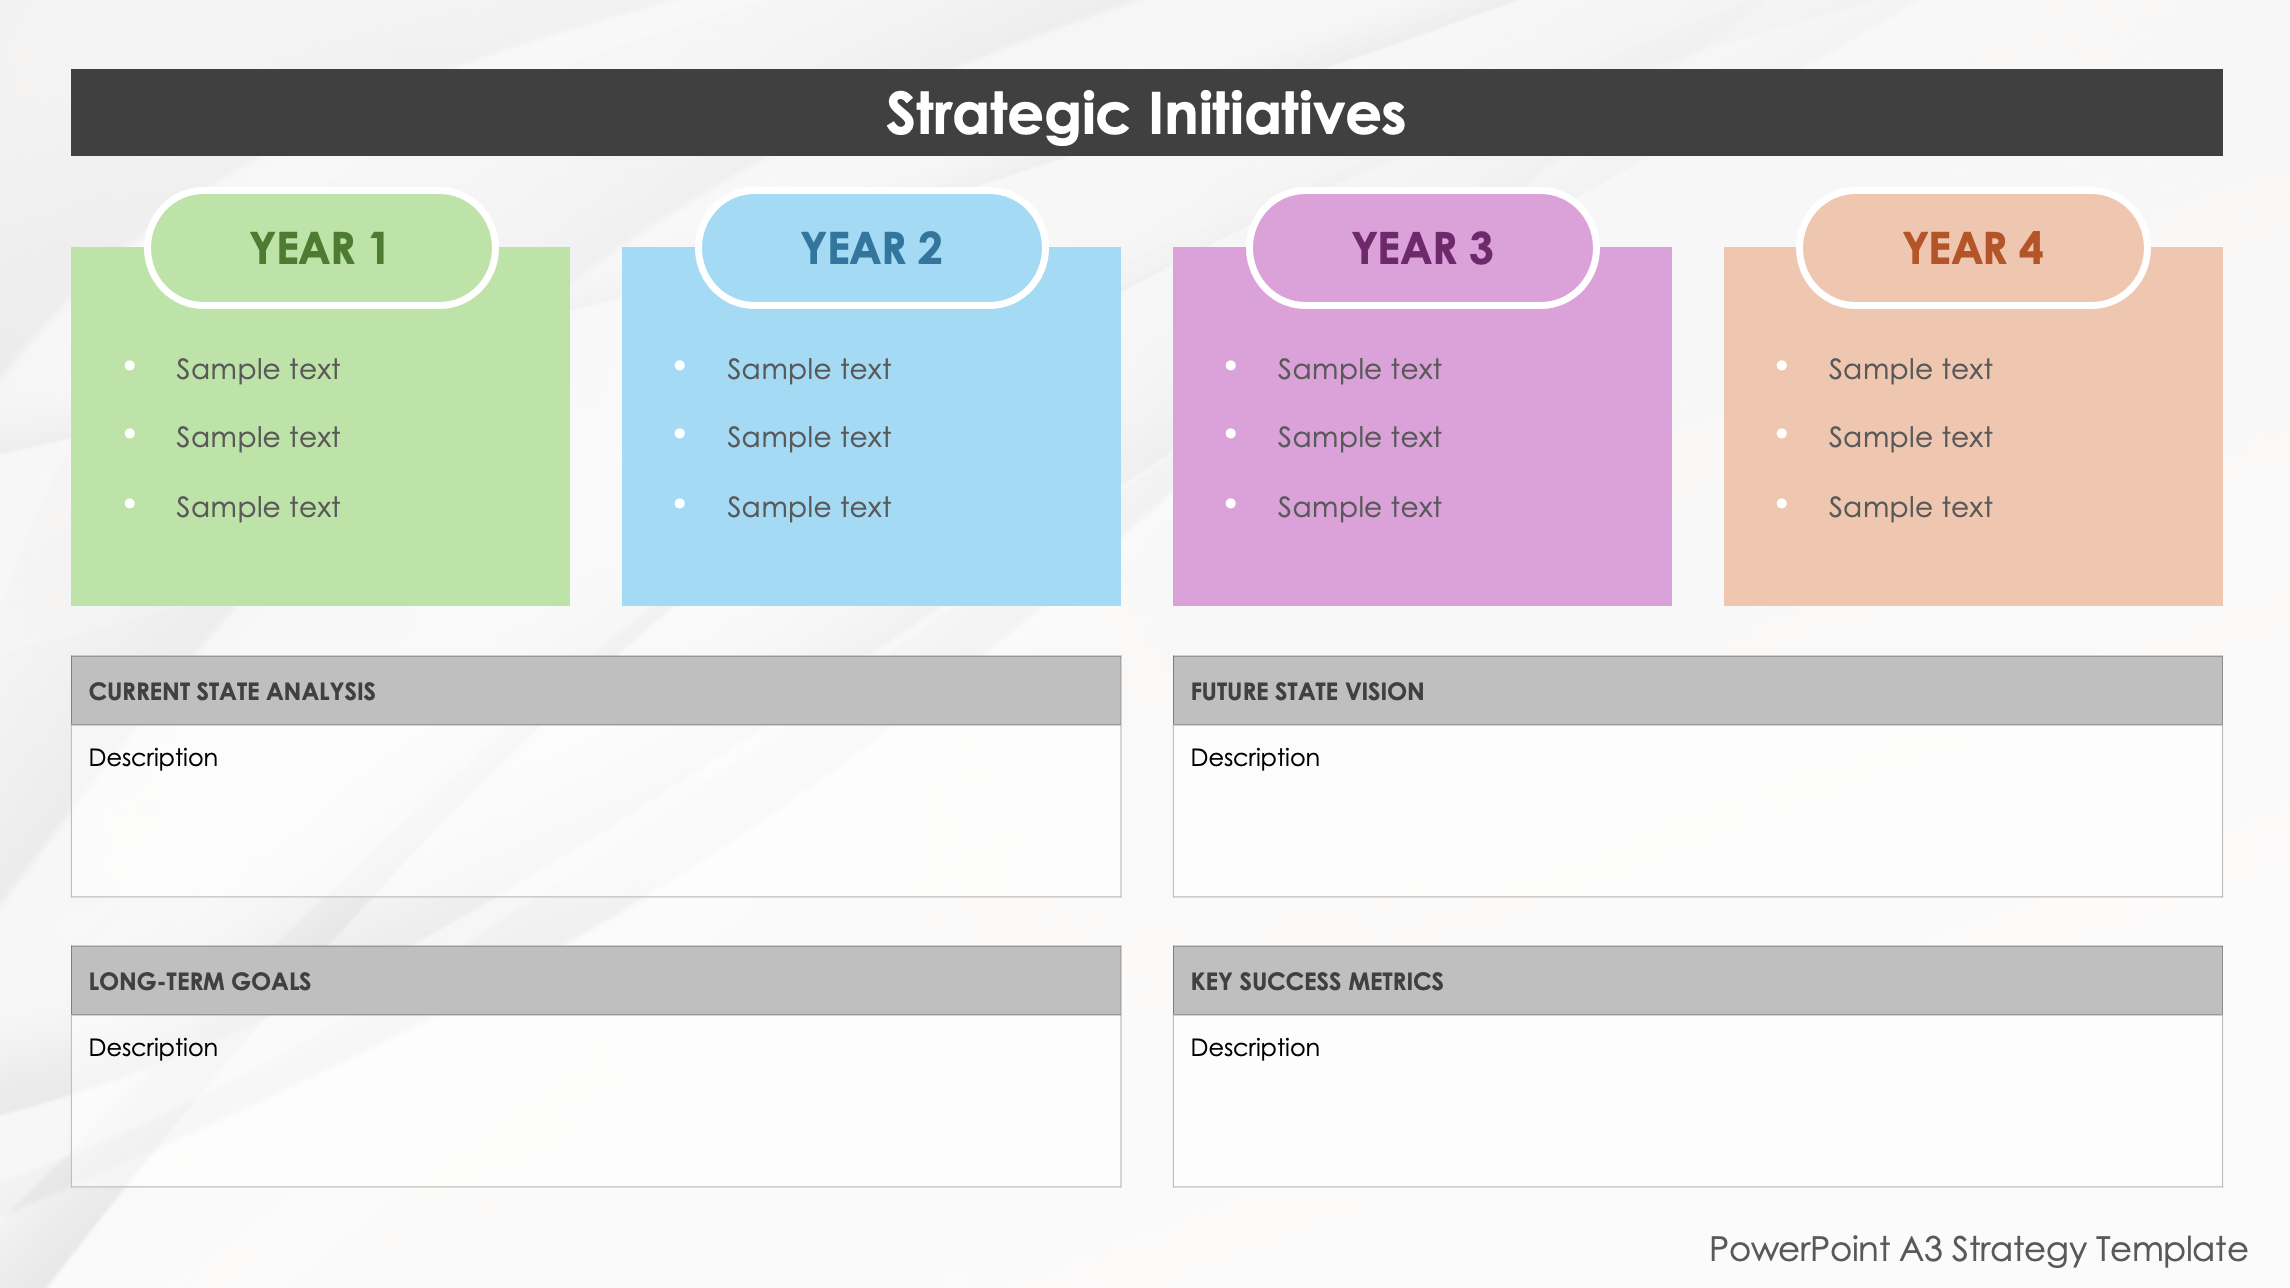 Strategic Initiatives
YEAR 1
• Sample text
• Sample text
• Sample text
YEAR 2
• Sample text
• Sample text
• Sample text
YEAR 3
• Sample text
• Sample text
• Sample text
YEAR 4
• Sample text
• Sample text
• Sample text
CURRENT STATE ANALYSIS
Description
FUTURE STATE VISION
Description
LONG-TERM GOALS
Description
KEY SUCCESS METRICS
Description
PowerPoint A3 Strategy Template